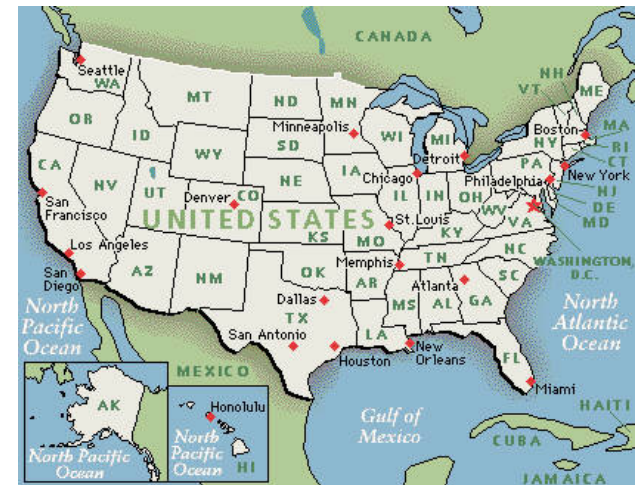 CANADA
Seattle
WA
MT
ND
MN
NH
VT
ME
OR
ID
Minneapolis
WI
MI
Boston
MA
NY
RI
SD
WY
Detroit
CT
PA
New York
CA
NV
UT
Denver
CO
NE
IA
Chicago
IL
IN
OH
Philadelphia
NJ
DE
MD
WV
VA
San
Francisco
UNITED STATES
St. Louis
KS
MO
KY
WASHINGTON,
D.C.
Los Angeles
San
Diego
AZ
NM
OK
AR
Memphis
TN
NC
SC
Atlanta
MS
AL
GA
Dallas
TX
North
Pacific
Ocean
North
Atlantic
Ocean
San Antonio
LA
Houston
New
Orleans
FL
MEXICO
Miami
AK
Honolulu
North Pacific
Ocean
North
Pacific
Ocean
HI
Gulf of
Mexico
HAITI
CUBA
JAMAICA